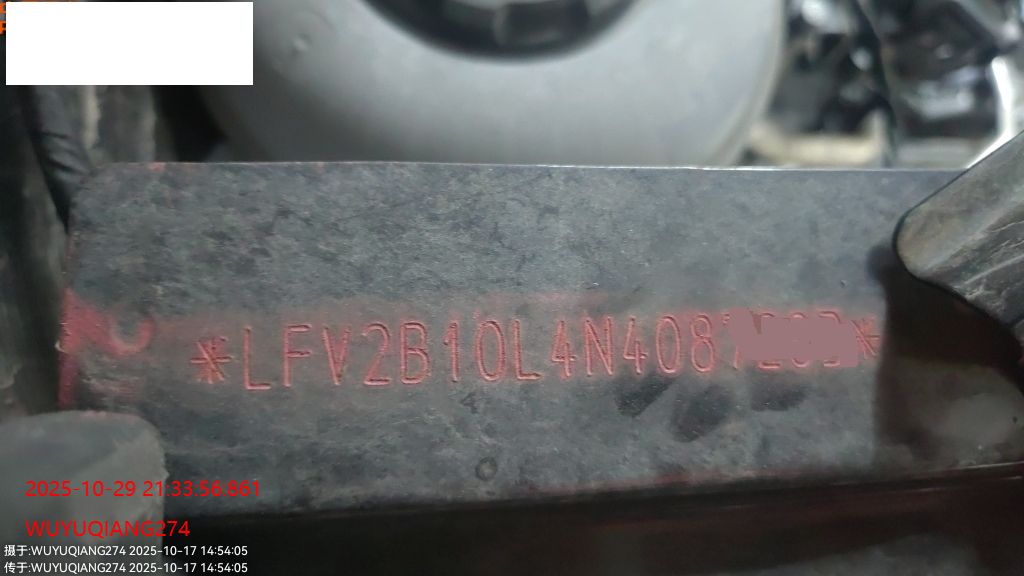 *LFV2B10L4N408
2025-10-29 21:33:56:861
WUYUQIANG274
摄于:WUYUQIANG274 2025-10-17 14:54:05
传于:WUYUQIANG274 2025-10-17 14:54:05